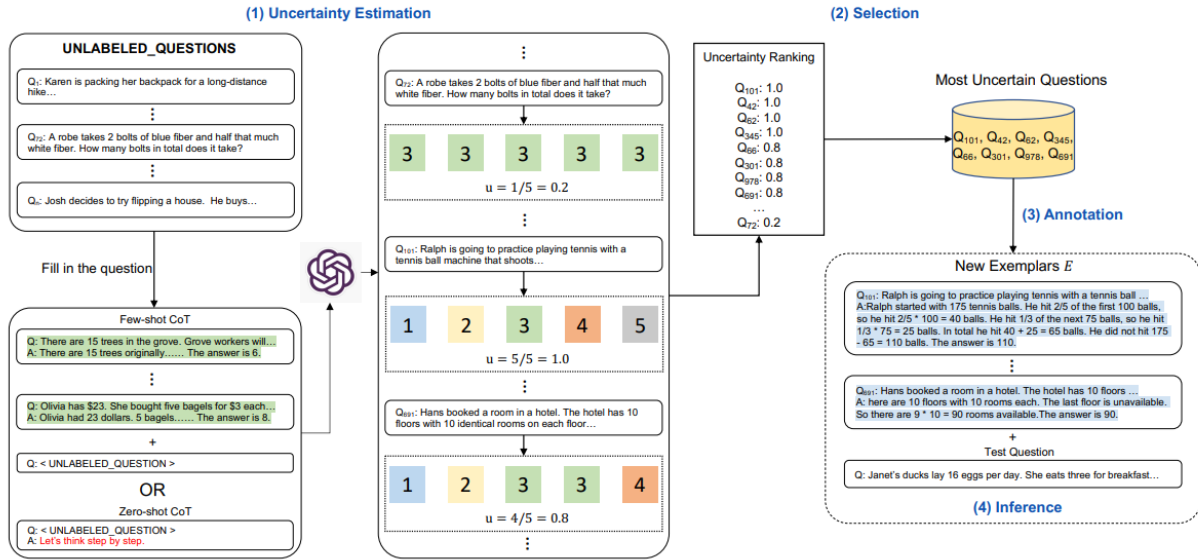 (1) Uncertainty Estimation
UNLABELED_QUESTIONS
Q1: Karen is packing her backpack for a long-distance
hike…
⋮
Q72: A robe takes 2 bolts of blue fiber and half that much
white fiber. How many bolts in total does it take?
⋮
Qn: Josh decides to try flipping a house.  He buys…
Fill in the question
Few-shot CoT
Q: There are 15 trees in the grove. Grove workers will…
A: There are 15 trees originally…… The answer is 6.
⋮
Q: Olivia has $23. She bought five bagels for $3 each…
A: Olivia had 23 dollars. 5 bagels…… The answer is 8.
+
Q: < UNLABELED_QUESTION >
OR
Zero-shot CoT
Q: < UNLABELED_QUESTION >
A: Let's think step by step.
⋮
Q72: A robe takes 2 bolts of blue fiber and half that much
white fiber. How many bolts in total does it take?
3 3 3 3 3
u = 1/5 = 0.2
⋮
Q101: Ralph is going to practice playing tennis with a
tennis ball machine that shoots…
1 2 3 4 5
u = 5/5 = 1.0
⋮
Q691: Hans booked a room in a hotel. The hotel has 10
floors with 10 identical rooms on each floor…
1 2 3 3 4
u = 4/5 = 0.8
⋮
(2) Selection
Uncertainty Ranking
Q101: 1.0
Q42: 1.0
Q62: 1.0
Q345: 1.0
Q66: 0.8
Q301: 0.8
Q978: 0.8
Q691: 0.8
…
Q72: 0.2
Most Uncertain Questions
Q101, Q42, Q62, Q345,
Q66, Q301, Q978, Q691
(3) Annotation
New Exemplars E
Q101: Ralph is going to practice playing tennis with a tennis ball …
A:Ralph started with 175 tennis balls. He hit 2/5 of the first 100 balls,
so he hit 2/5 * 100 = 40 balls. He hit 1/3 of the next 75 balls, so he hit
1/3 * 75 = 25 balls. In total he hit 40 + 25 = 65 balls. He did not hit 175
- 65 = 110 balls. The answer is 110.
⋮
Q691: Hans booked a room in a hotel. The hotel has 10 floors …
A: here are 10 floors with 10 rooms each. The last floor is unavailable.
So there are 9 * 10 = 90 rooms available.The answer is 90.
+
Test Question
Q: Janet's ducks lay 16 eggs per day. She eats three for breakfast…
(4) Inference